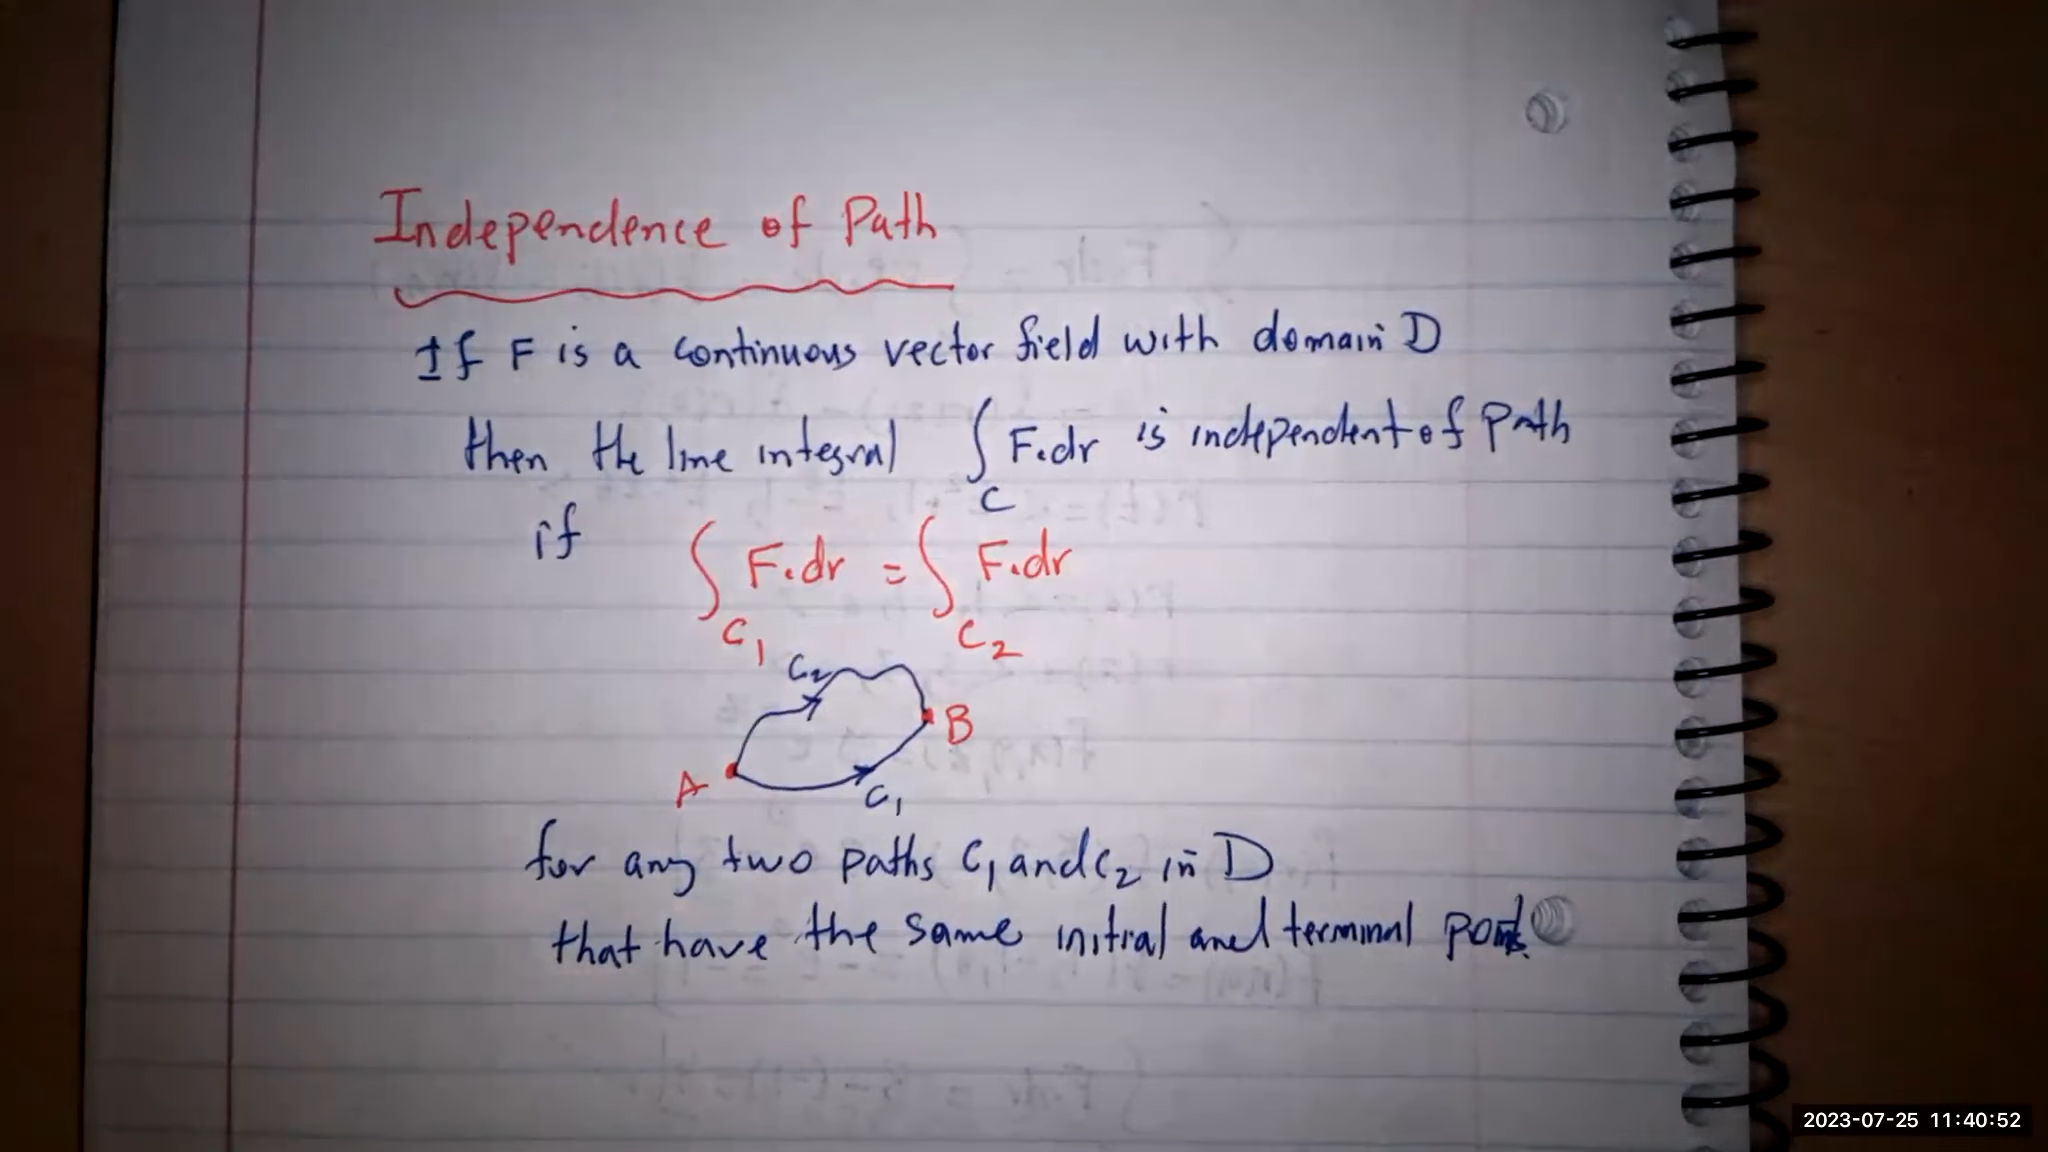 Independence of Path
If F is a continuous vector field with domain D
then the line integral ∫_C F.dr is independent of path
if ∫_C₁ F.dr = ∫_C₂ F.dr
C₂
B
A
C₁
for any two paths C₁ and C₂ in D
that have the same initial and terminal points.
2023-07-25 11:40:52